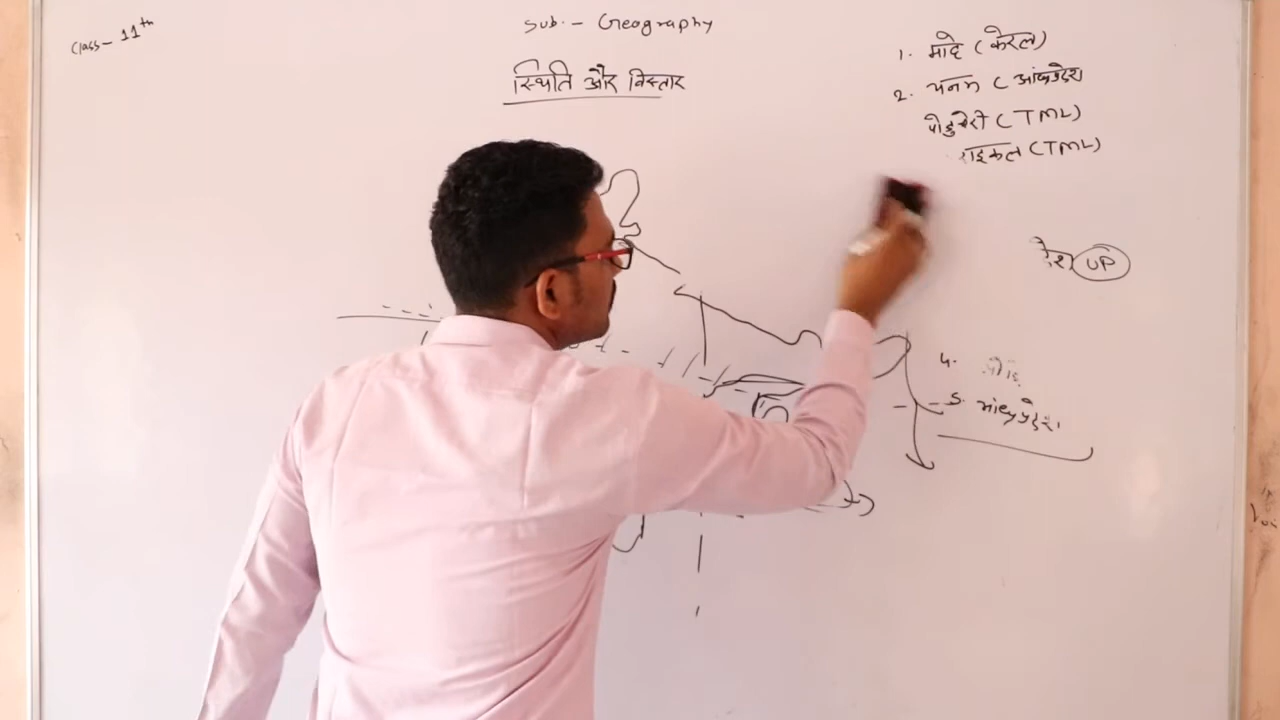 Class- 11th
Sub. - Geography
स्थिति और विस्तार
1. माहे (केरल)
2. यनम (आंध्रप्रदेश
पांडुचेरी (TML)
राइकल (TML)
देश UP
4.
5. मध्यप्रदेश